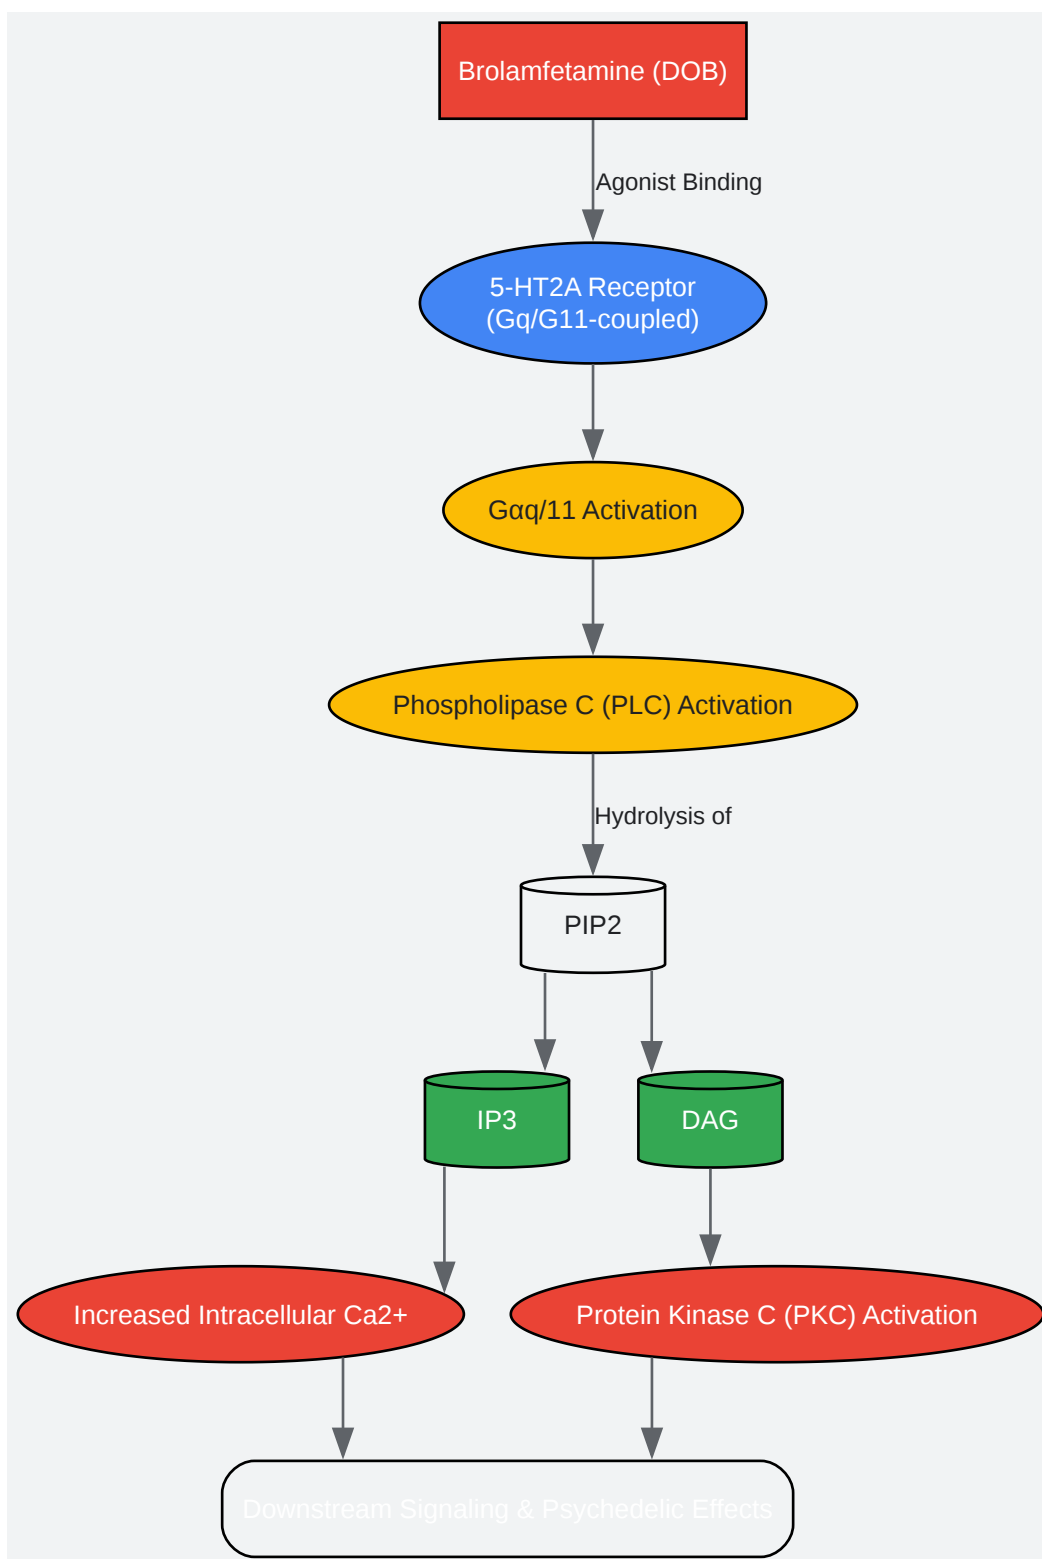 Brolamfetamine (DOB)
Agonist Binding
5-HT2A Receptor
(Gq/G11-coupled)
Gαq/11 Activation
Phospholipase C (PLC) Activation
Hydrolysis of
PIP2
IP3
DAG
Increased Intracellular Ca2+
Protein Kinase C (PKC) Activation
Downstream Signaling & Psychedelic Effects